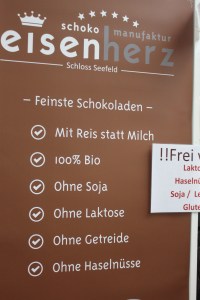 schoko manufaktur
eisenherz
Schloss Seefeld
– Feinste Schokoladen –
Mit Reis statt Milch
100% Bio
Ohne Soja
Ohne Laktose
Ohne Getreide
Ohne Haselnüsse
!!Frei
Lakto
Haselnü
Soja / Le
Glute